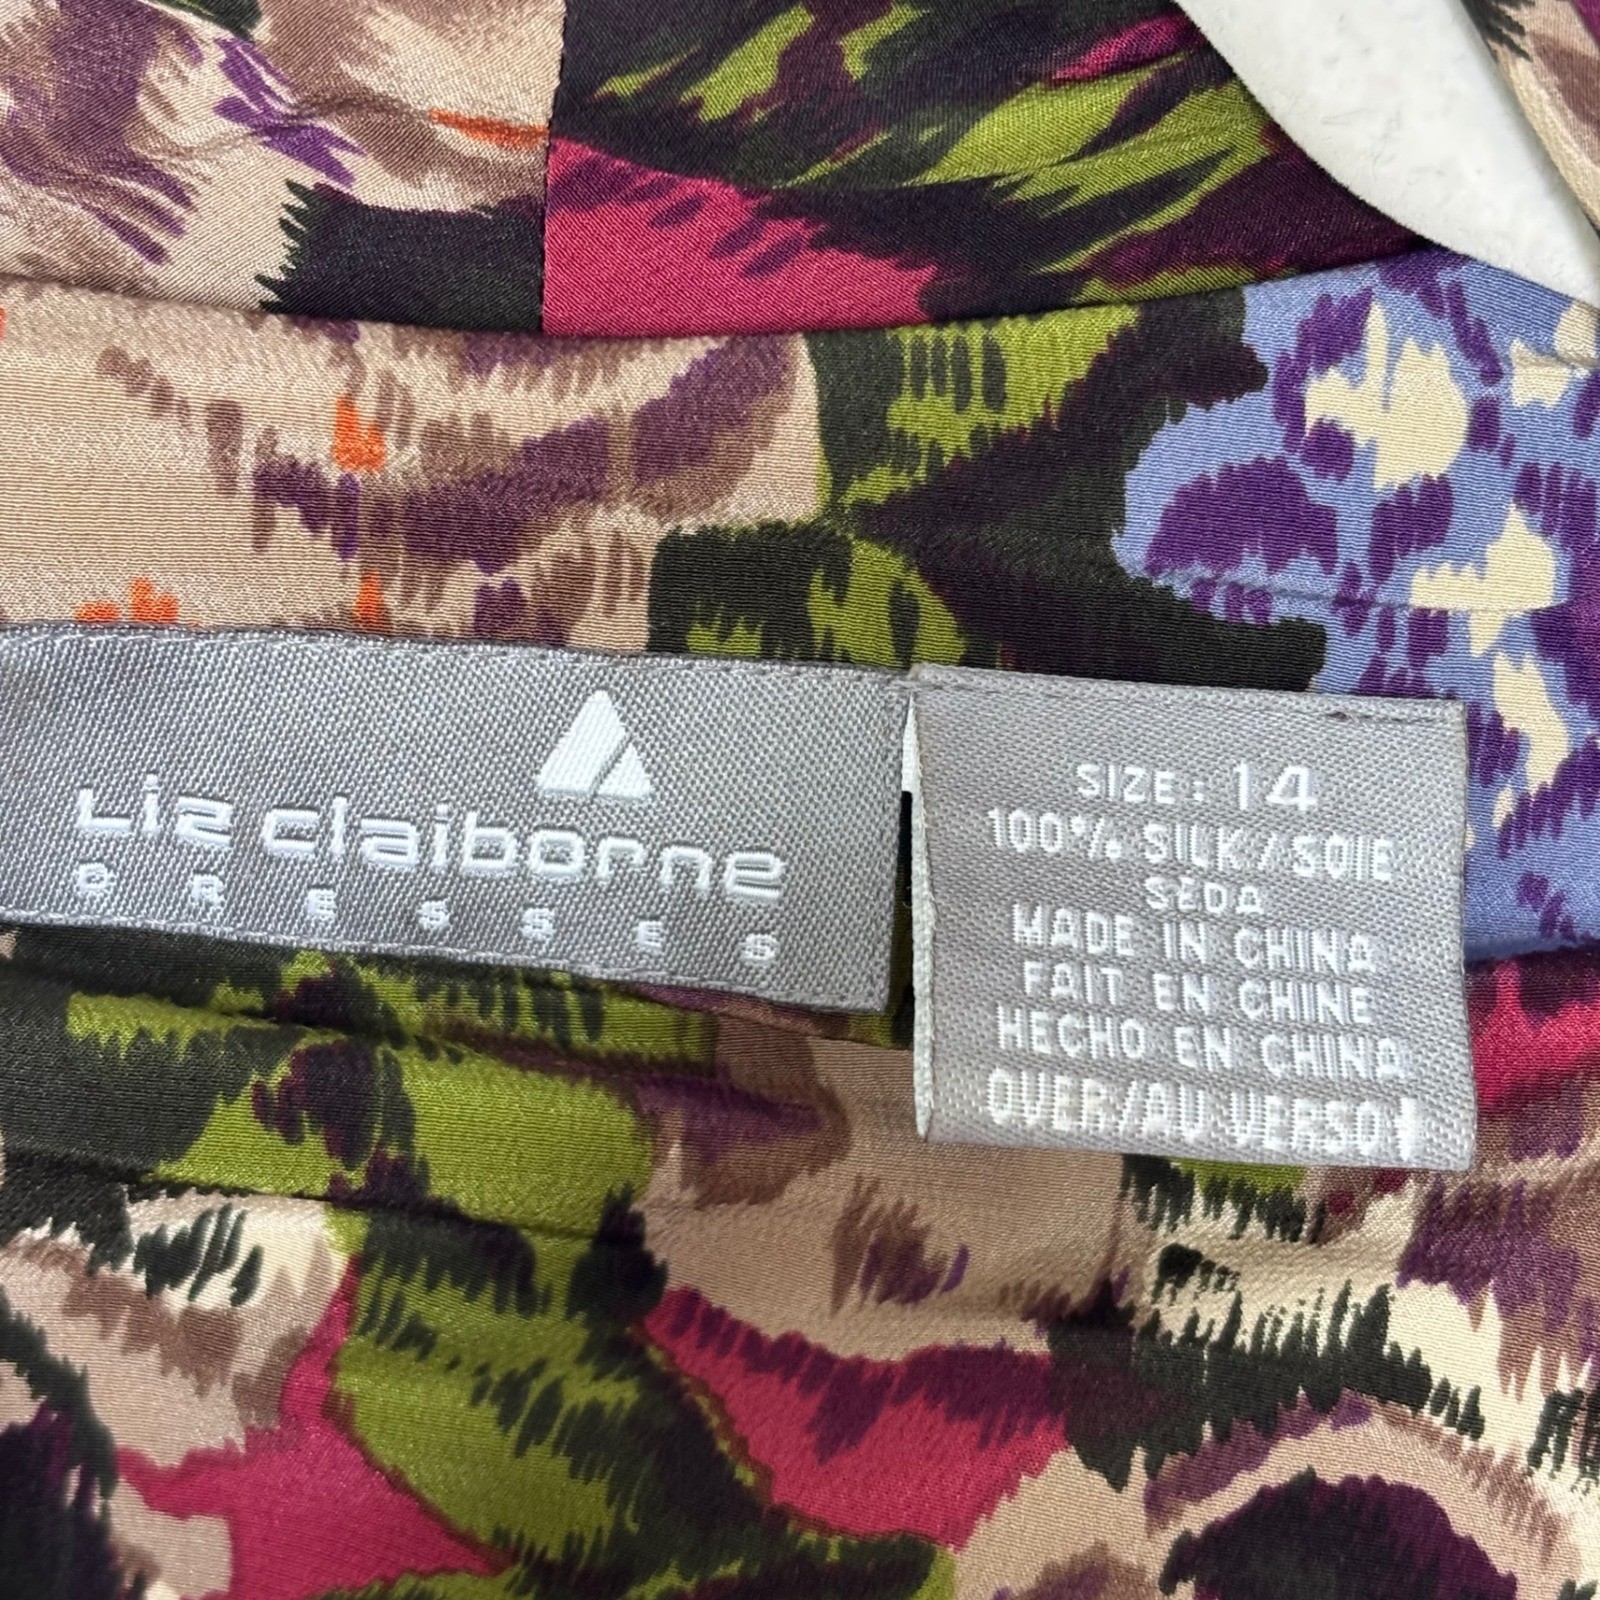 Liz claiborne
DRESSES
SIZE: 14
100% SILK/SOIE
SEDA
MADE IN CHINA
FAIT EN CHINE
HECHO EN CHINA
OVER/AU VERSO/